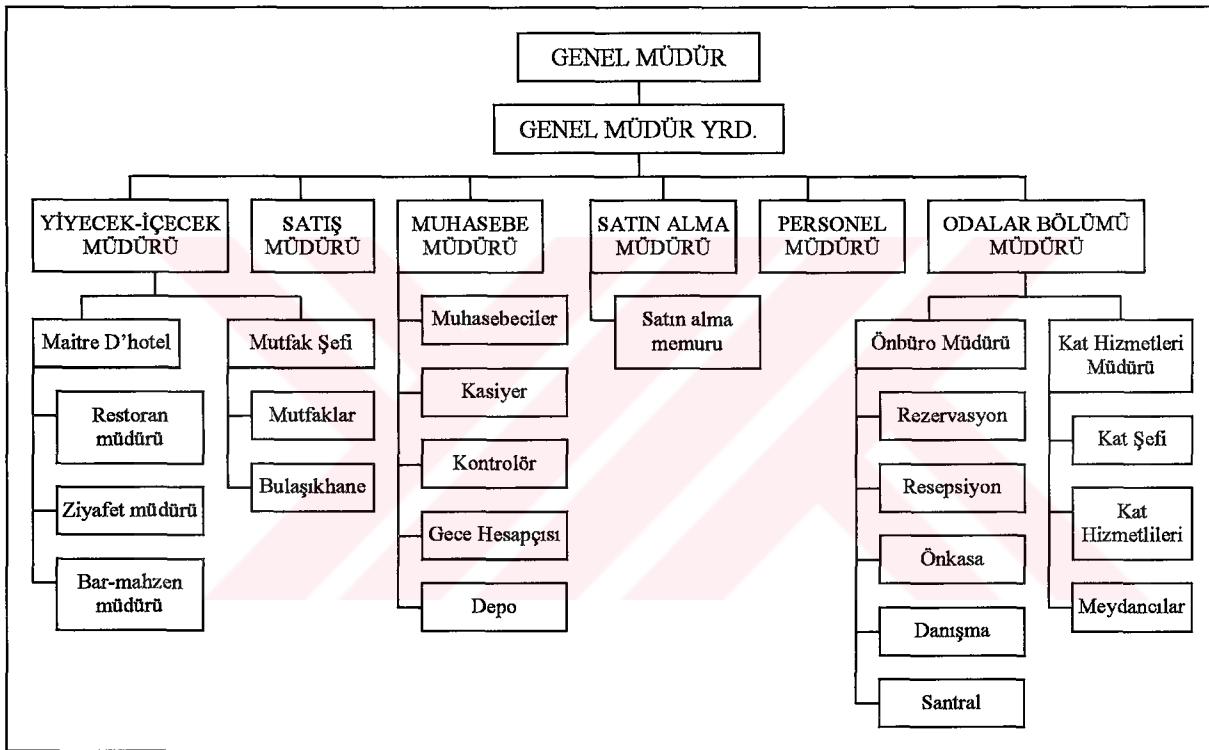 GENEL MÜDÜR
GENEL MÜDÜR YRD.
YİYECEK-İÇECEK
MÜDÜRÜ
SATIŞ
MÜDÜRÜ
MUHASEBE
MÜDÜRÜ
SATIN ALMA
MÜDÜRÜ
PERSONEL
MÜDÜRÜ
ODALAR BÖLÜMÜ
MÜDÜRÜ
Maitre D'hotel
Restoran
müdürü
Ziyafet müdürü
Bar-mahzen
müdürü
Mutfak Şefi
Mutfaklar
Bulaşıkhane
Muhasebeciler
Kasiyer
Kontrolör
Gece Hesapçısı
Depo
Satın alma
memuru
Önbüro Müdürü
Rezervasyon
Resepsiyon
Önkasa
Danışma
Santral
Kat Hizmetleri
Müdürü
Kat Şefi
Kat
Hizmetlileri
Meydancılar